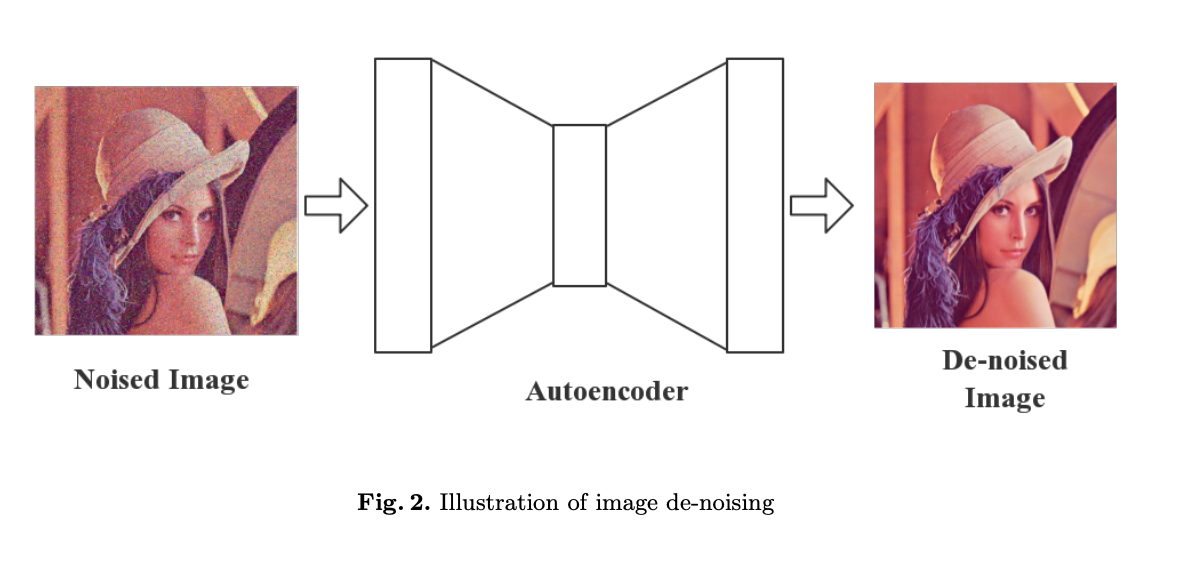 Noised Image
Autoencoder
De-noised
Image
Fig. 2. Illustration of image de-noising